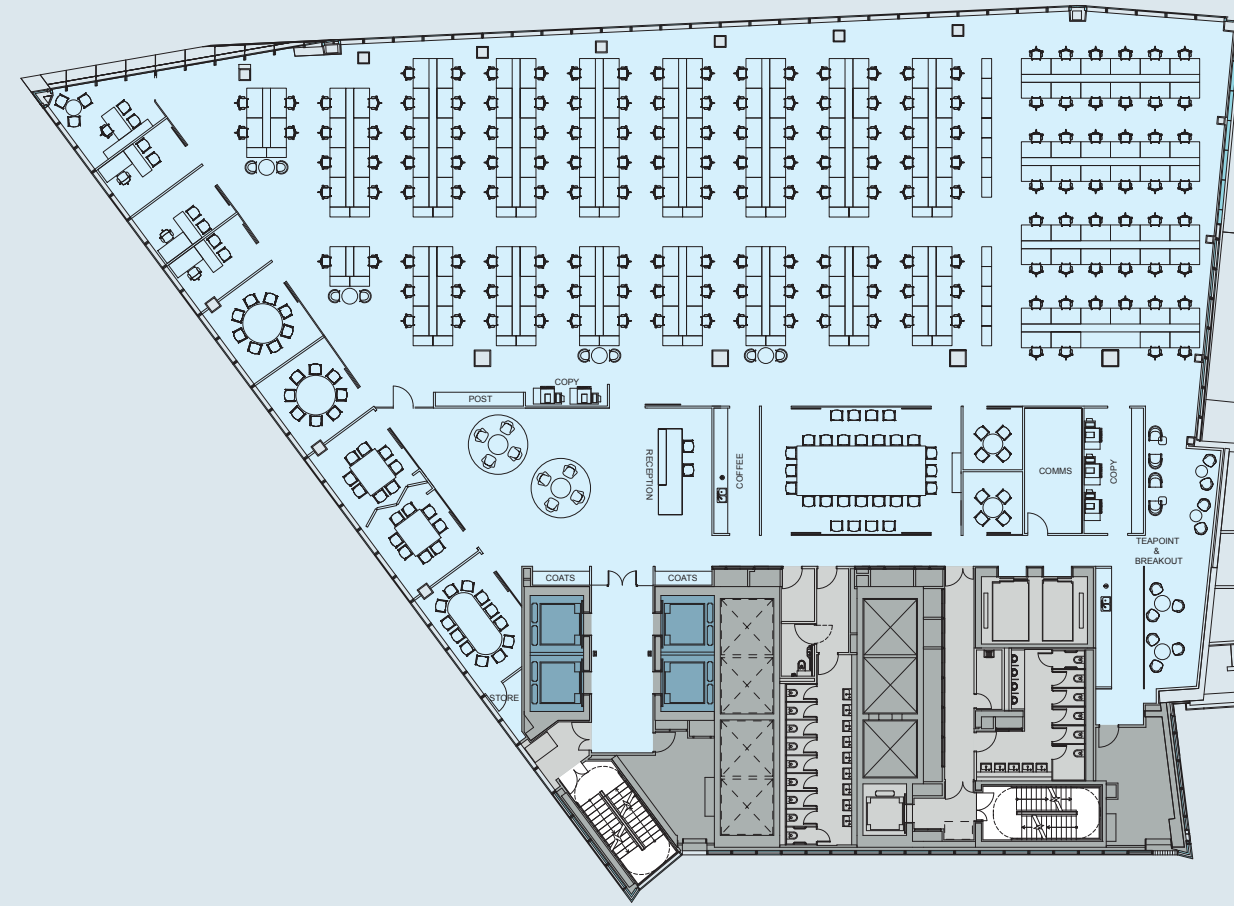 COPY
POST
RECEPTION
COFFEE
COMMS
COPY
TEAPOINT
&
BREAKOUT
COATS
COATS
STORE